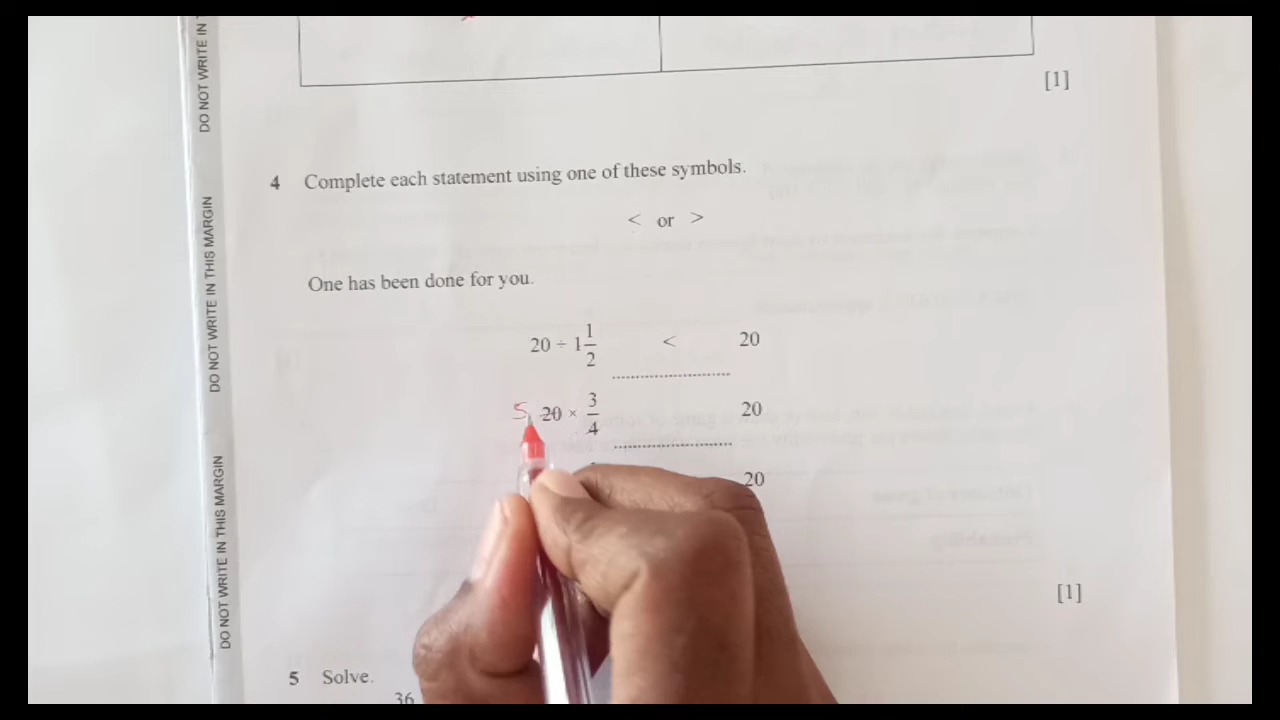 DO NOT WRITE IN T
DO NOT WRITE IN THIS MARGIN
DO NOT WRITE IN THIS MARGIN
[1]
4 Complete each statement using one of these symbols.
< or >
One has been done for you.
20 ÷ 1 1/2 < 20
5 20 × 3/4 20
20
[1]
5 Solve.
36